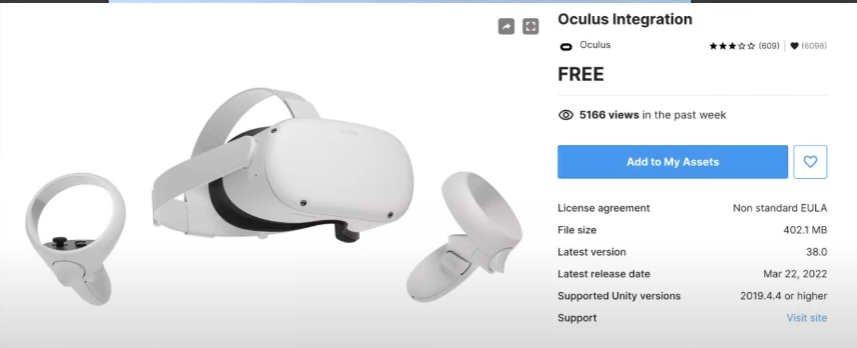 Oculus Integration
Oculus (609) (6098)
FREE
5166 views in the past week
Add to My Assets
License agreement Non standard EULA
File size 402.1 MB
Latest version 38.0
Latest release date Mar 22, 2022
Supported Unity versions 2019.4.4 or higher
Support Visit site